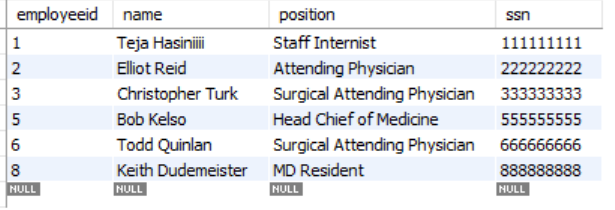 employeeid name position ssn
1 Teja Hasiniiii Staff Internist 111111111
2 Elliot Reid Attending Physician 222222222
3 Christopher Turk Surgical Attending Physician 333333333
5 Bob Kelso Head Chief of Medicine 555555555
6 Todd Quinlan Surgical Attending Physician 666666666
8 Keith Dudemeister MD Resident 888888888
NULL NULL NULL NULL